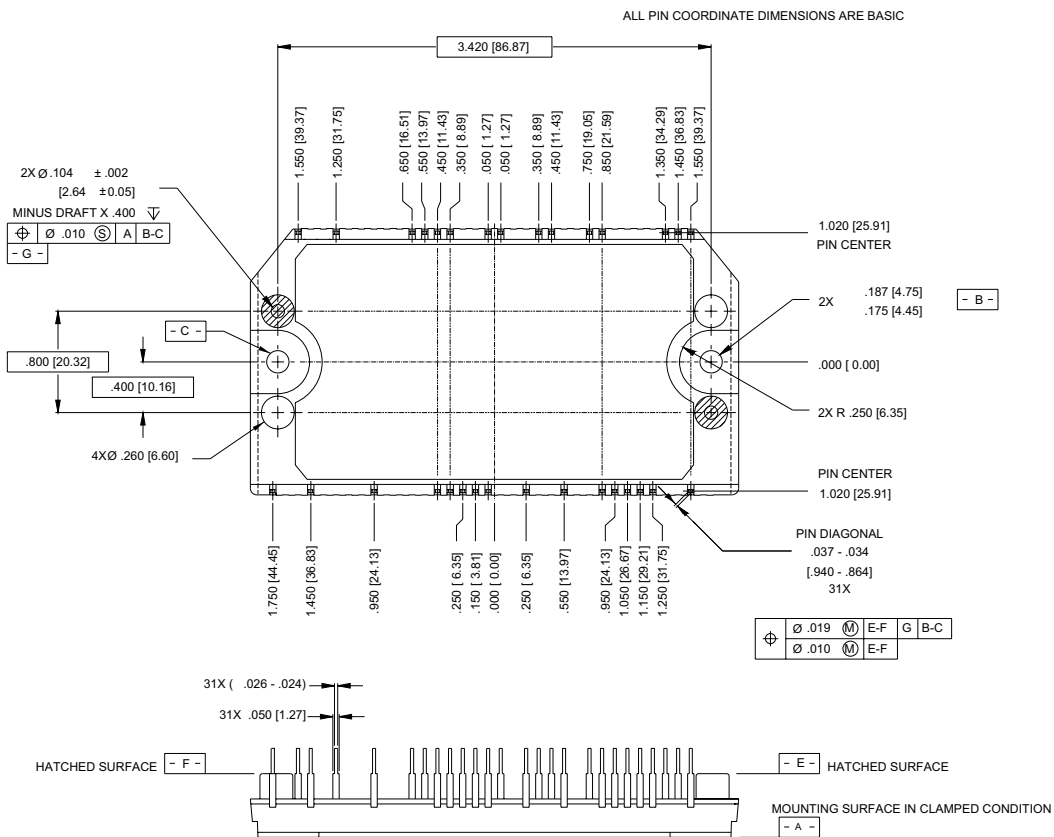 ALL PIN COORDINATE DIMENSIONS ARE BASIC
3.420 [86.87]
1.550 [39.37]
1.250 [31.75]
.650 [16.51]
.550 [13.97]
.450 [11.43]
.350 [ 8.89]
.050 [ 1.27]
.050 [ 1.27]
.350 [ 8.89]
.450 [11.43]
.750 [19.05]
.850 [21.59]
1.350 [34.29]
1.450 [36.83]
1.550 [39.37]
2X Ø .104 ± .002
[2.64 ±0.05]
MINUS DRAFT X .400
Ø .010 Ⓢ A B-C
- G -
1.020 [25.91]
PIN CENTER
2X .187 [4.75]
.175 [4.45]
- B -
- C -
.800 [20.32]
.400 [10.16]
.000 [ 0.00]
2X R .250 [6.35]
4XØ .260 [6.60]
PIN CENTER
1.020 [25.91]
1.750 [44.45]
1.450 [36.83]
.950 [24.13]
.250 [ 6.35]
.150 [ 3.81]
.000 [ 0.00]
.250 [ 6.35]
.550 [13.97]
.950 [24.13]
1.050 [26.67]
1.150 [29.21]
1.250 [31.75]
PIN DIAGONAL
.037 - .034
[.940 - .864]
31X
Ø .019 Ⓜ E-F G B-C
Ø .010 Ⓜ E-F
31X ( .026 - .024)
31X .050 [1.27]
HATCHED SURFACE - F -
- E - HATCHED SURFACE
MOUNTING SURFACE IN CLAMPED CONDITION
- A -